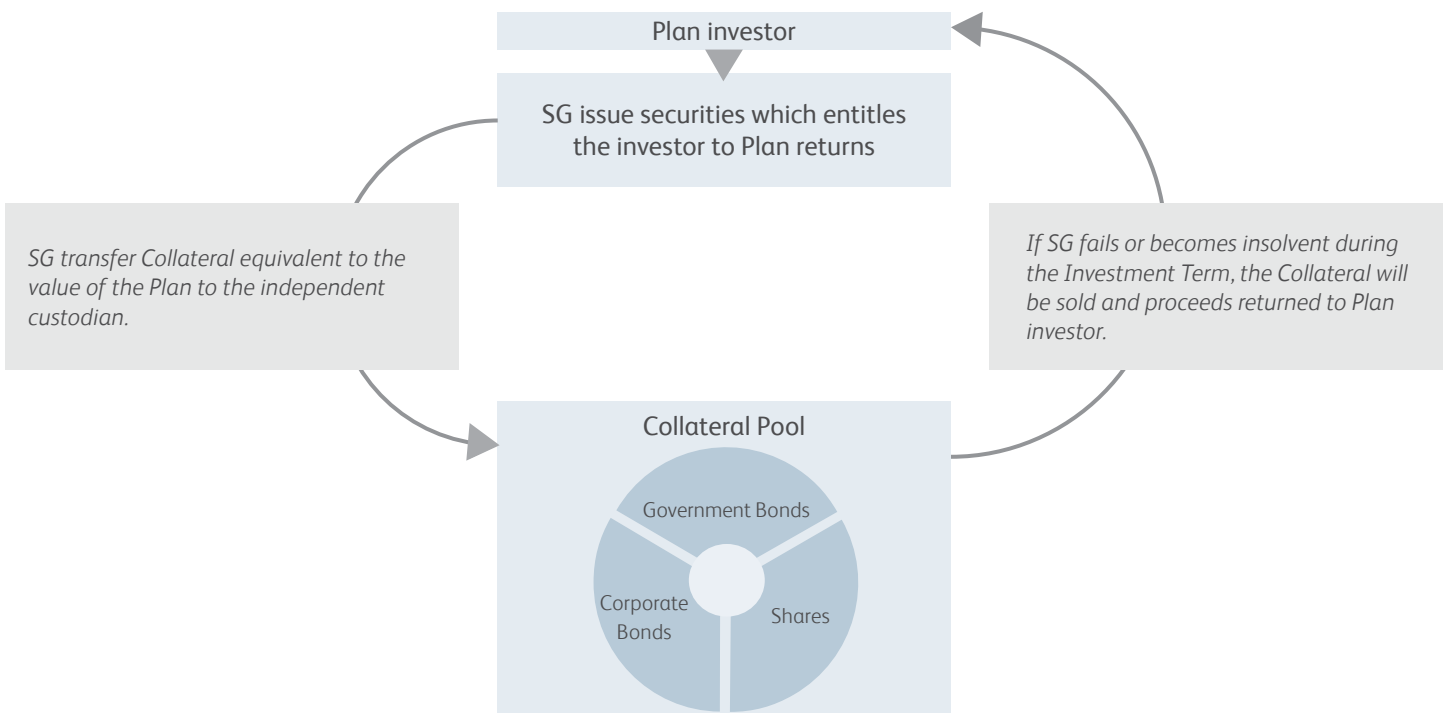 Plan investor
SG issue securities which entitles
the investor to Plan returns
SG transfer Collateral equivalent to the
value of the Plan to the independent
custodian.
If SG fails or becomes insolvent during
the Investment Term, the Collateral will
be sold and proceeds returned to Plan
investor.
Collateral Pool
Government Bonds
Corporate
Bonds
Shares